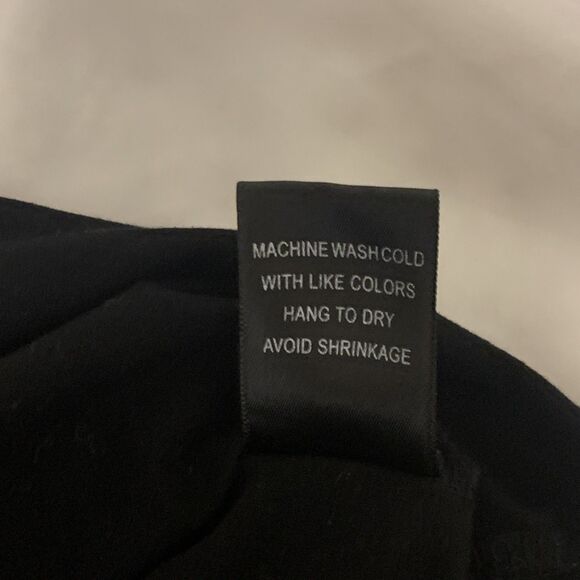 MACHINE WASH COLD
WITH LIKE COLORS
HANG TO DRY
AVOID SHRINKAGE